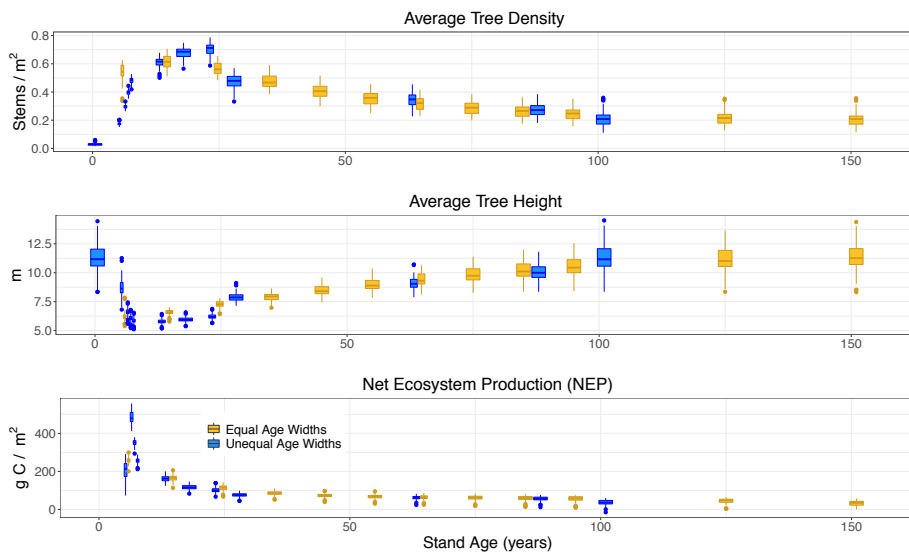 Average Tree Density
Stems / m²
0.8
0.6
0.4
0.2
0.0
0 50 100 150
Average Tree Height
m
12.5
10.0
7.5
5.0
0 50 100 150
Net Ecosystem Production (NEP)
g C / m²
400
200
0
Equal Age Widths
Unequal Age Widths
0 50 100 150
Stand Age (years)